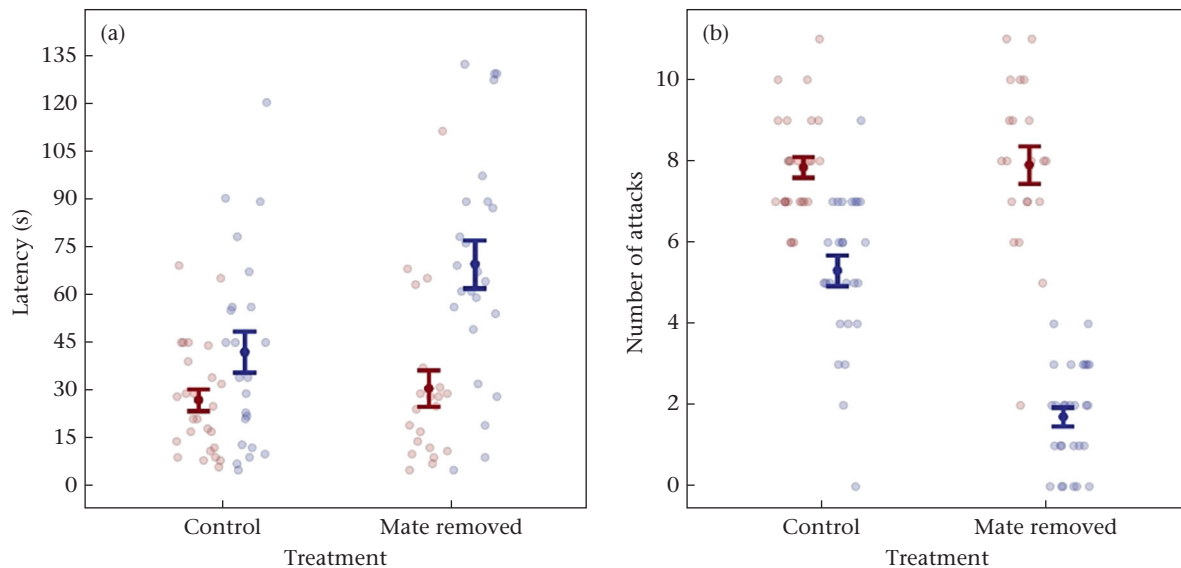 (a)
135
120
105
90
75
60
45
30
15
0
Latency (s)
Control
Mate removed
Treatment
(b)
10
8
6
4
2
0
Number of attacks
Control
Mate removed
Treatment